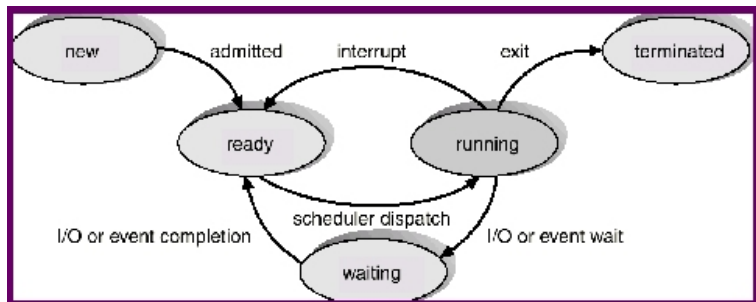 new
admitted
interrupt
exit
terminated
ready
running
scheduler dispatch
I/O or event completion
I/O or event wait
waiting